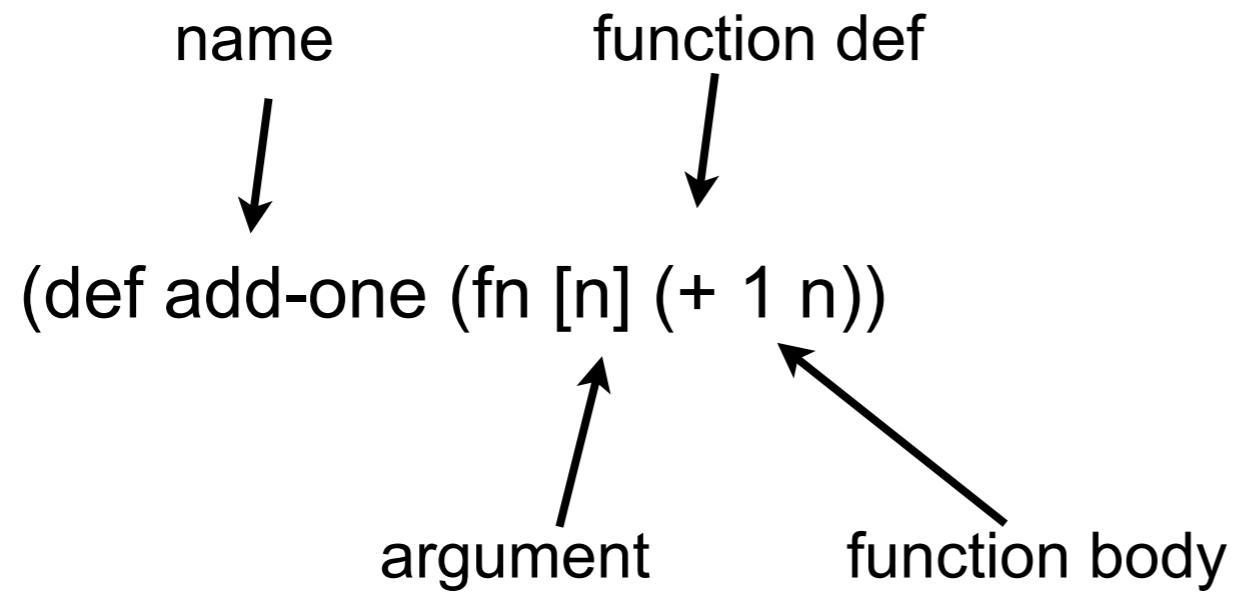 name
function def
(def add-one (fn [n] (+ 1 n))
argument
function body